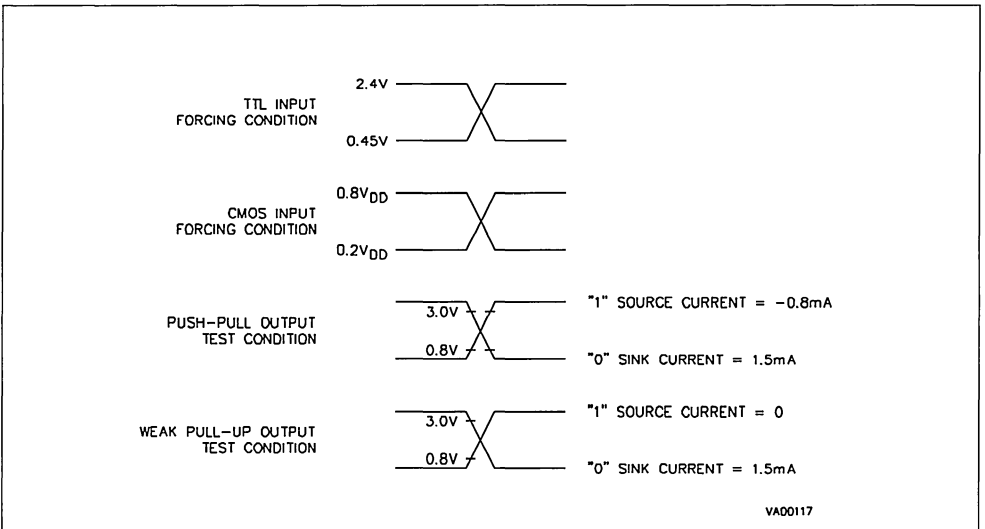 2.4V
TTL INPUT
FORCING CONDITION
0.45V
0.8VDD
CMOS INPUT
FORCING CONDITION
0.2VDD
"1" SOURCE CURRENT = -0.8mA
3.0V
PUSH-PULL OUTPUT
TEST CONDITION
0.8V
"0" SINK CURRENT = 1.5mA
"1" SOURCE CURRENT = 0
3.0V
WEAK PULL-UP OUTPUT
TEST CONDITION
0.8V
"0" SINK CURRENT = 1.5mA
VA00117